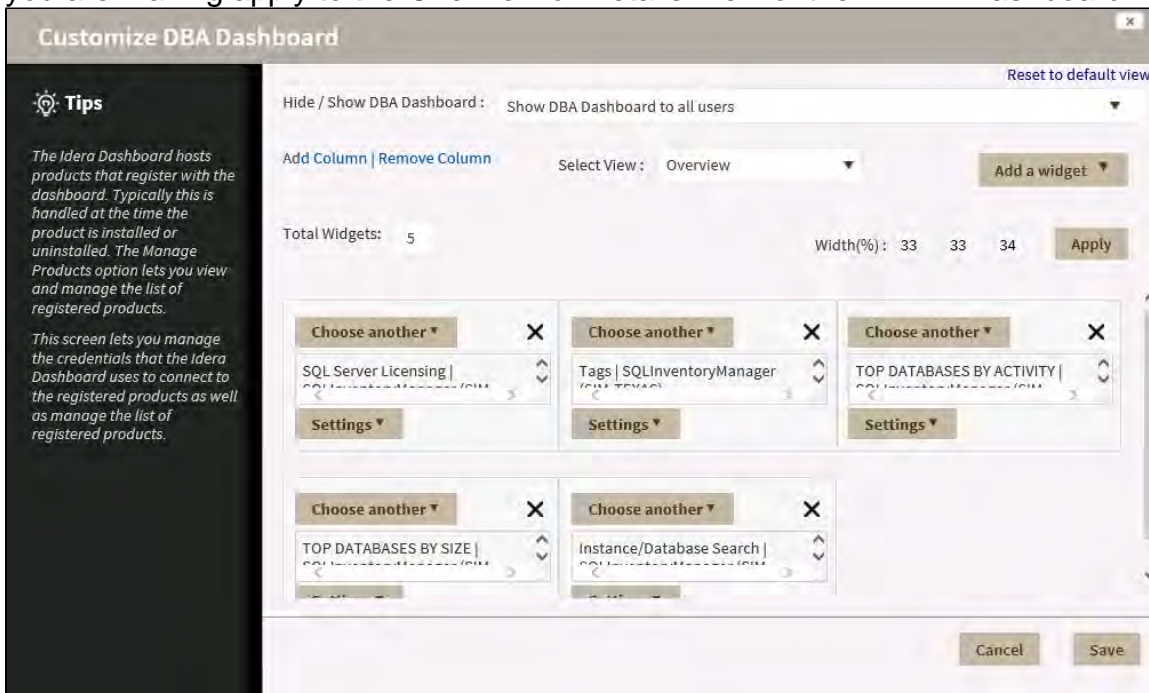 Customize DBA Dashboard
Reset to default view
Tips
The Idera Dashboard hosts
products that register with the
dashboard. Typically this is
handled at the time the
product is installed or
uninstalled. The Manage
Products option lets you view
and manage the list of
registered products.
This screen lets you manage
the credentials that the Idera
Dashboard uses to connect to
the registered products as well
as manage the list of
registered products.
Hide / Show DBA Dashboard : Show DBA Dashboard to all users
Add Column | Remove Column Select View : Overview Add a widget
Total Widgets: 5 Width(%) : 33 33 34 Apply
Choose another Choose another Choose another
SQL Server Licensing | Tags | SQLInventoryManager TOP DATABASES BY ACTIVITY |
Settings Settings Settings
Choose another Choose another
TOP DATABASES BY SIZE | Instance/Database Search |
Cancel Save